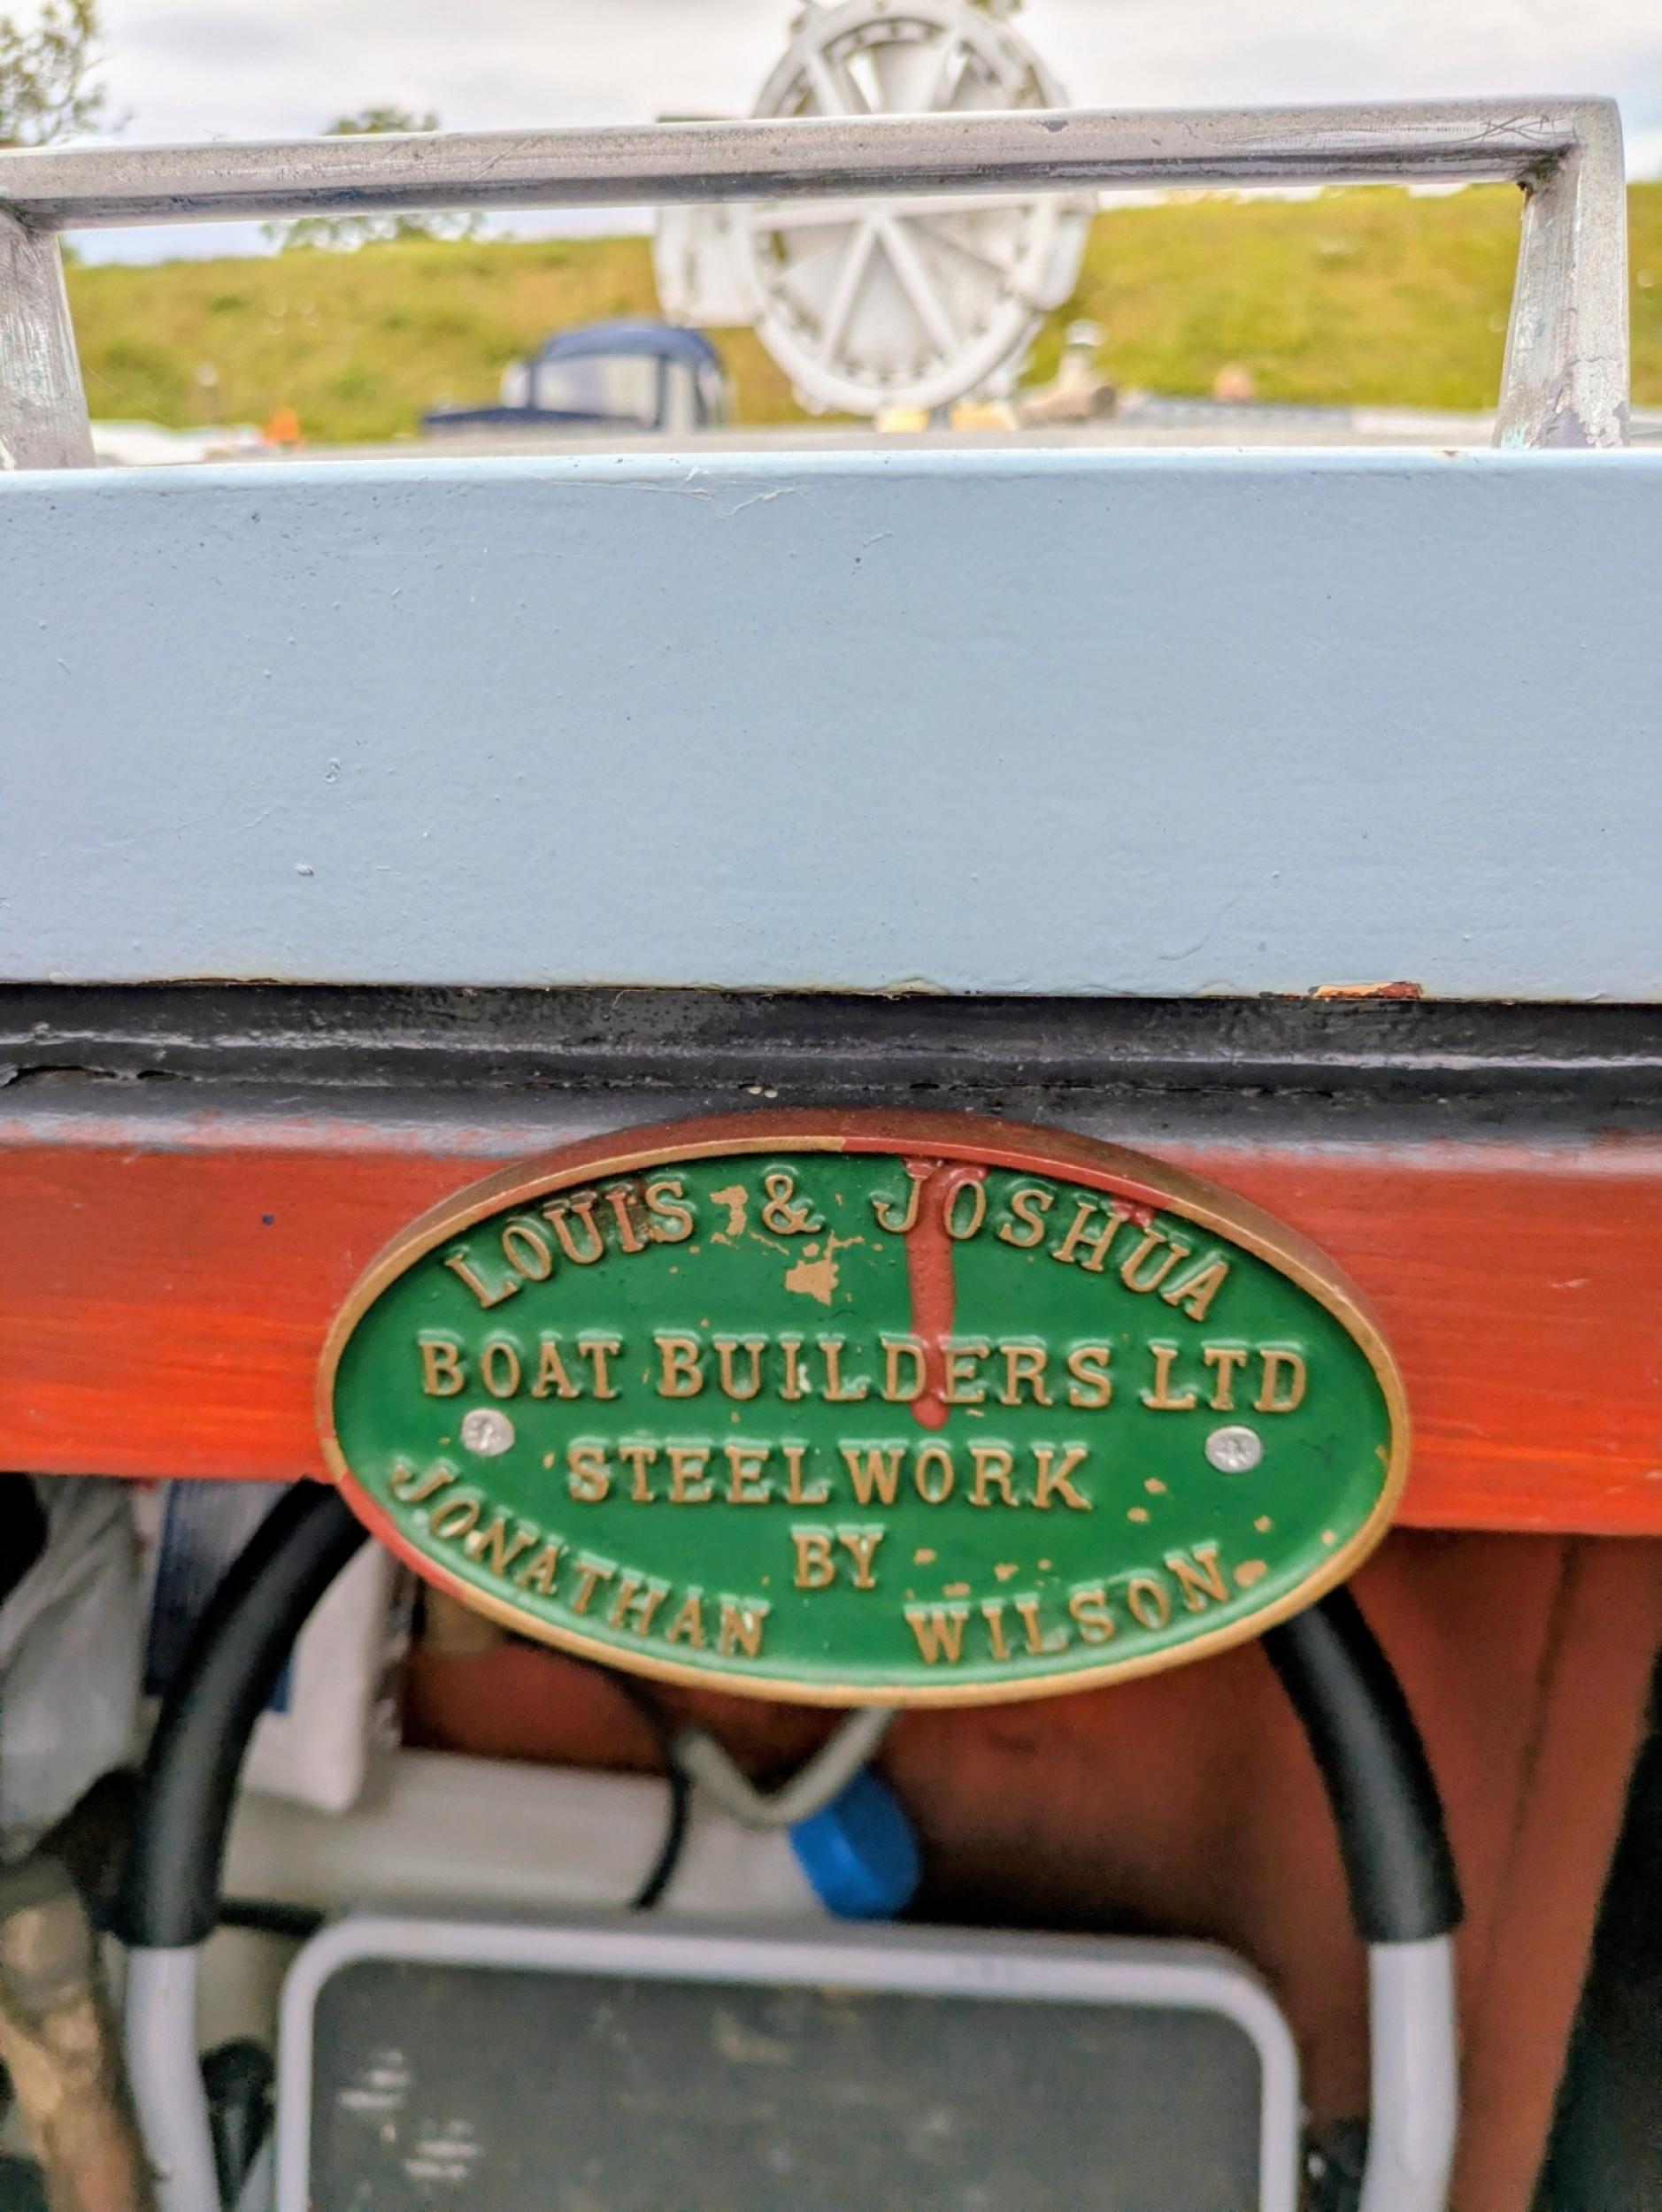 LOUIS & JOSHUA
BOAT BUILDERS LTD
STEELWORK
BY
JONATHAN WILSON